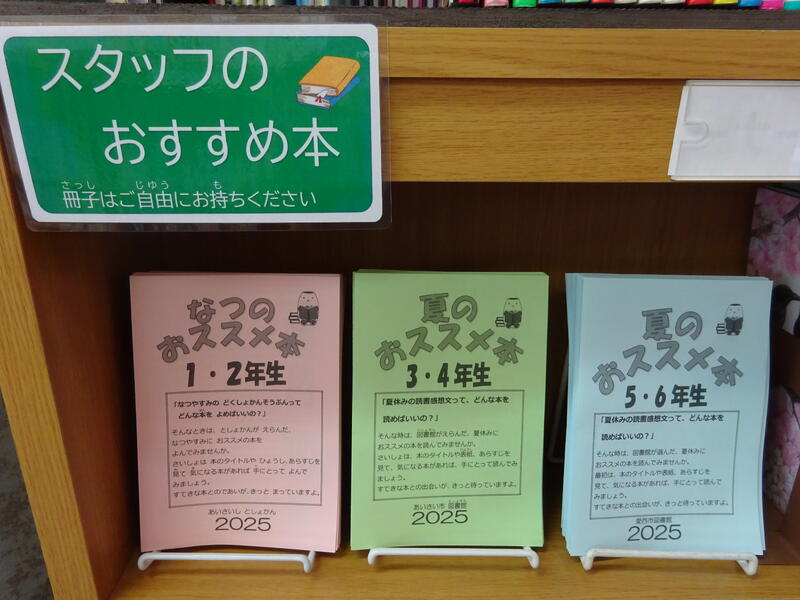 スタッフの
おすすめ本
冊子はご自由にお持ちください
なつの
おススメ本
1・2年生
「なつやすみの どくしょかんそうぶんって
どんな本を よめばいいの?」
そんなときは、としょかんが えらんだ、
なつやすみに おススメの本を
よんでみませんか。
さいしょは 本のタイトルや ひょうし、あらすじを
見て 気になる本があれば 手にとって よんで
みましょう。
すてきな本とのであいが、きっと まっていますよ。
あいさいし としょかん
2025
夏の
おススメ本
3・4年生
「夏休みの読書感想文って、どんな本を
読めばいいの?」
そんな時は、図書館がえらんだ、夏休みに
おススメの本を読んでみませんか。
さいしょは、本のタイトルや表紙、あらすじを
見て、気になる本があれば、手にとって読んでみ
ましょう。
すてきな本との出会いが、きっと待っていますよ。
あいさい市 図書館
2025
夏の
おススメ本
5・6年生
「夏休みの読書感想文って、どんな本を
読めばいいの?」
そんな時は、図書館が選んだ、夏休みに
おススメの本を読んでみませんか。
最初は、本のタイトルや表紙、あらすじを
見て、気になる本があれば、手にとって読んで
みましょう。
すてきな本との出会いが、きっと待っていますよ。
愛西市図書館
2025